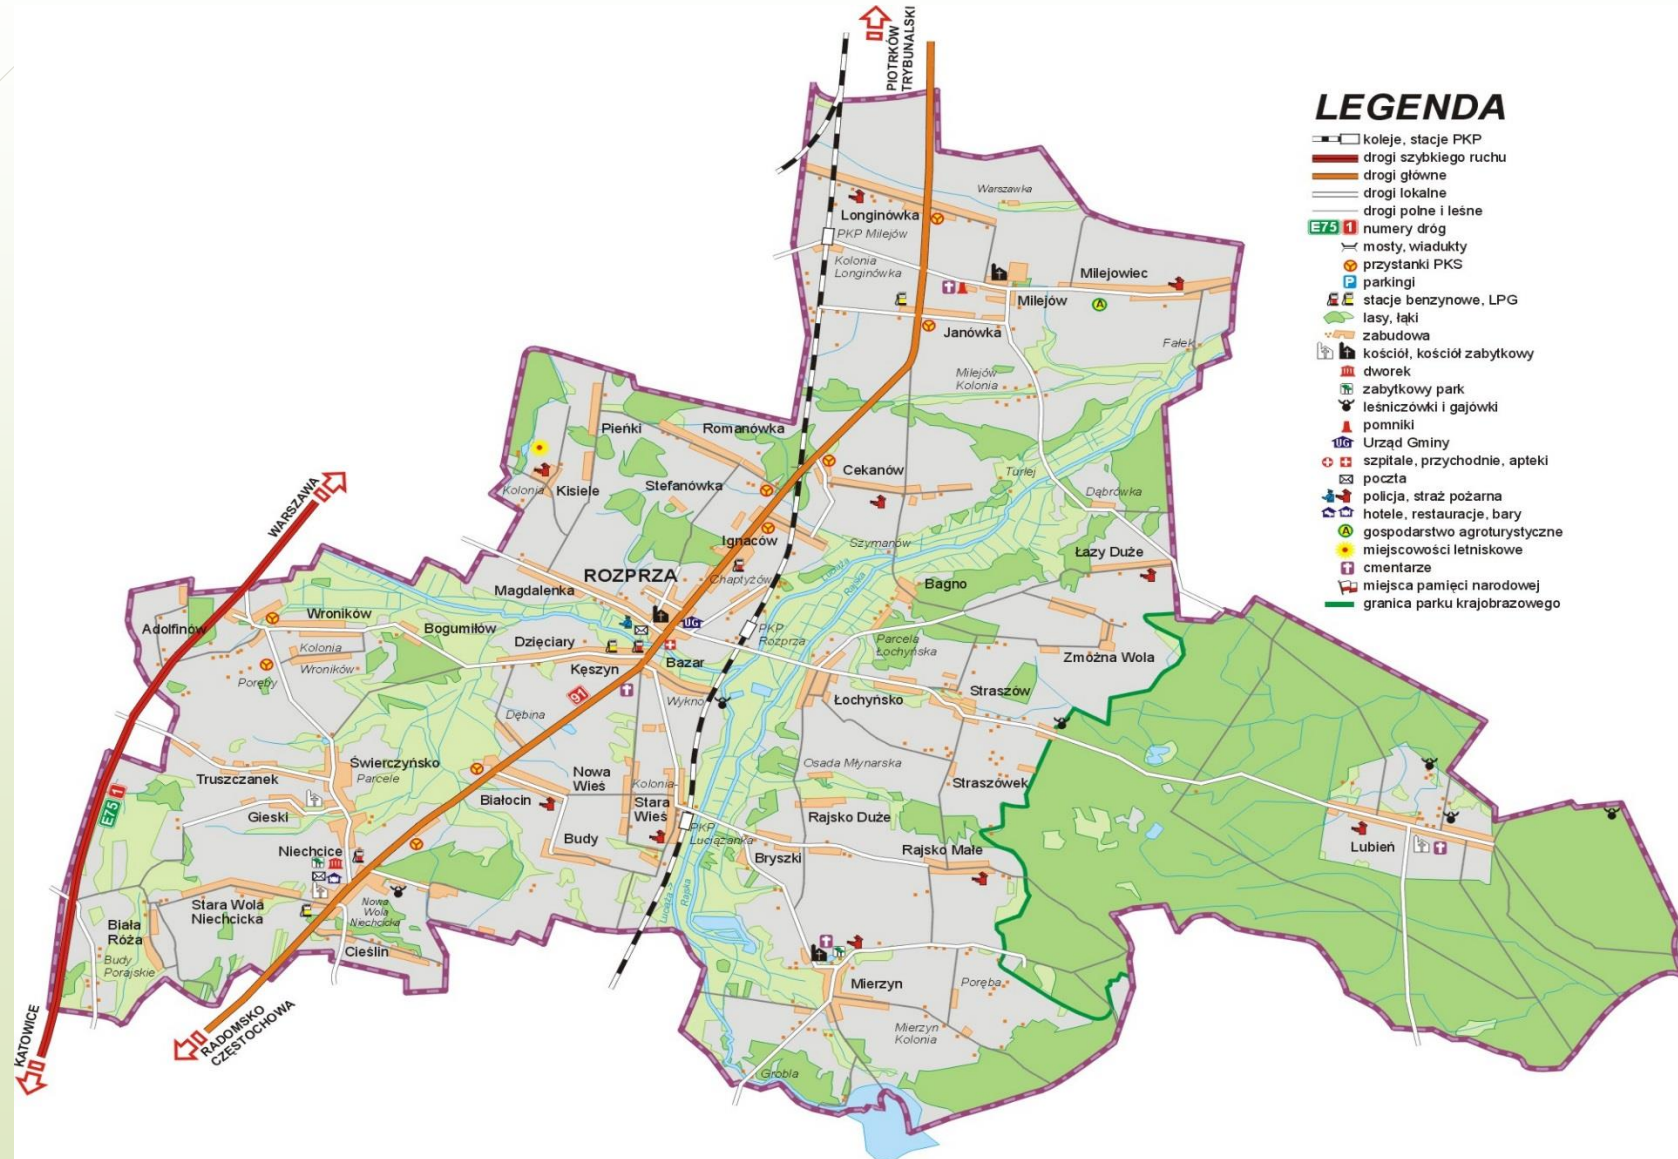 PIOTRKÓW
TRYBUNALSKI
LEGENDA
koleje, stacje PKP
drogi szybkiego ruchu
drogi główne
drogi lokalne
drogi polne i leśne
E75 1 numery dróg
mosty, wiadukty
przystanki PKS
P parkingi
stacje benzynowe, LPG
lasy, łąki
zabudowa
kościół, kościół zabytkowy
dworek
zabytkowy park
leśniczówki i gajówki
pomniki
UG Urząd Gminy
szpitale, przychodnie, apteki
poczta
policja, straż pożarna
hotele, restauracje, bary
A gospodarstwo agroturystyczne
miejscowości letniskowe
cmentarze
miejsca pamięci narodowej
granica parku krajobrazowego
Warszawka
Longinówka
PKP Milejów
Kolonia
Longinówka
Milejowiec
A
Milejów
Janówka
Fałek
Milejów
Kolonia
Pieńki
Romanówka
Cekanów
Turlej
Dąbrówka
Kolonia
Kisiele
Stefanówka
WARSZAWA
Ignaców
Szymanów
Łazy Duże
ROZPRZA
Chaptyżów
Luciąża
Rajska
Bagno
Magdalenka
Adolfinów
Wroników
Bogumiłów
UG
PKP
Rozprza
Dzięciary
Parcela
Łochyńska
Kolonia
Wroników
Bazar
Zmóżna Wola
Poręby
Kęszyn
91
Wykno
Łochyńsko
Straszów
Dębina
Świerczyńsko
Parcele
Truszczanek
Nowa
Wieś
Kolonia
Osada Młynarska
Straszówek
Białocin
Stara
Wieś
E75 1
Gieski
Rajsko Duże
PKP
Luciążanka
Budy
Lubień
Niechcice
Bryszki
Rajsko Małe
Stara Wola
Niechcicka
Nowa
Wola
Niechcicka
Luciąża
Rajska
Biała
Róża
Cieślin
Budy
Porajskie
Mierzyn
Poręba
Mierzyn
Kolonia
Grobla
KATOWICE
RADOMSKO
CZĘSTOCHOWA